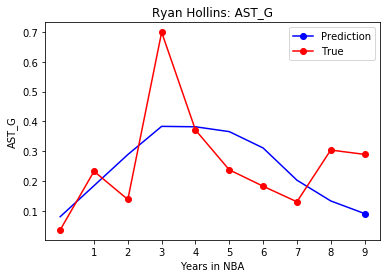 Ryan Hollins: AST_G
Prediction
True
0.7
0.6
0.5
0.4
0.3
0.2
0.1
AST_G
1 2 3 4 5 6 7 8 9
Years in NBA